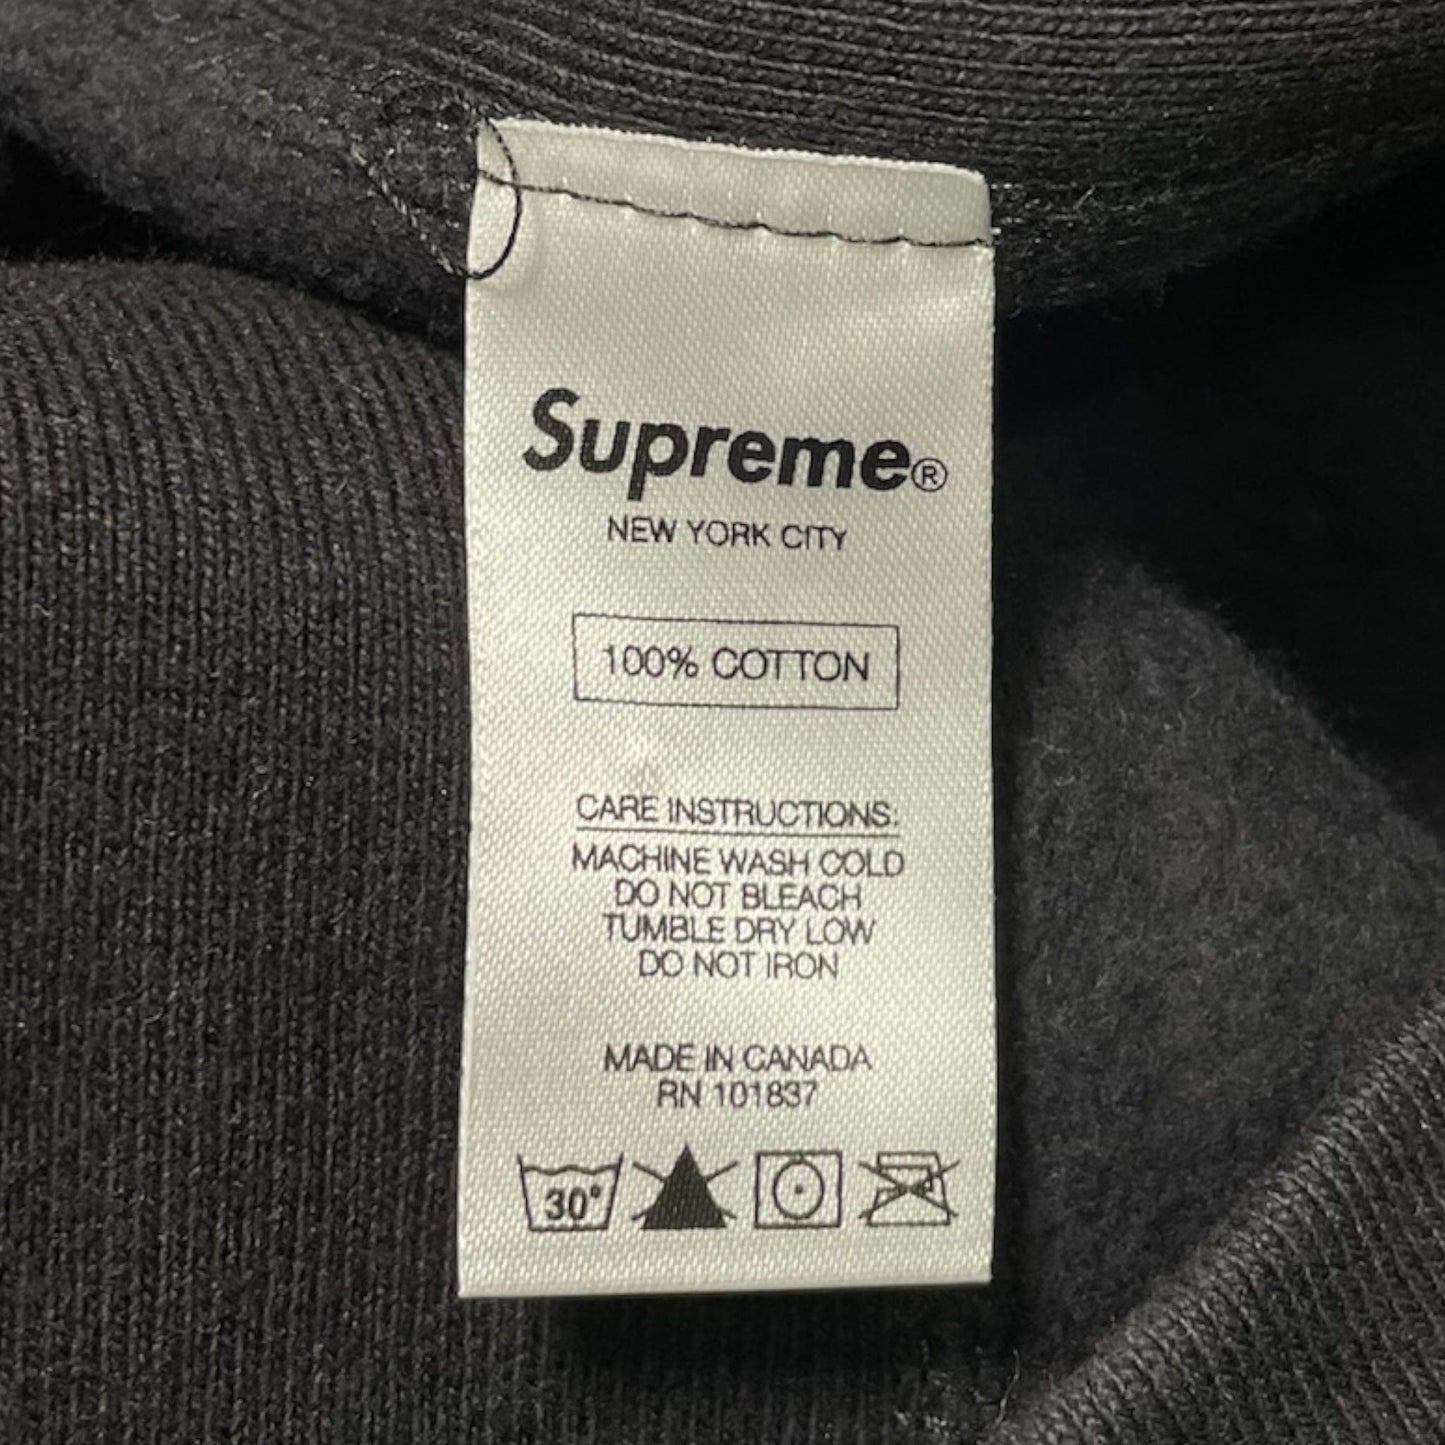 Supreme®
NEW YORK CITY
100% COTTON
CARE INSTRUCTIONS:
MACHINE WASH COLD
DO NOT BLEACH
TUMBLE DRY LOW
DO NOT IRON
MADE IN CANADA
RN 101837
30°